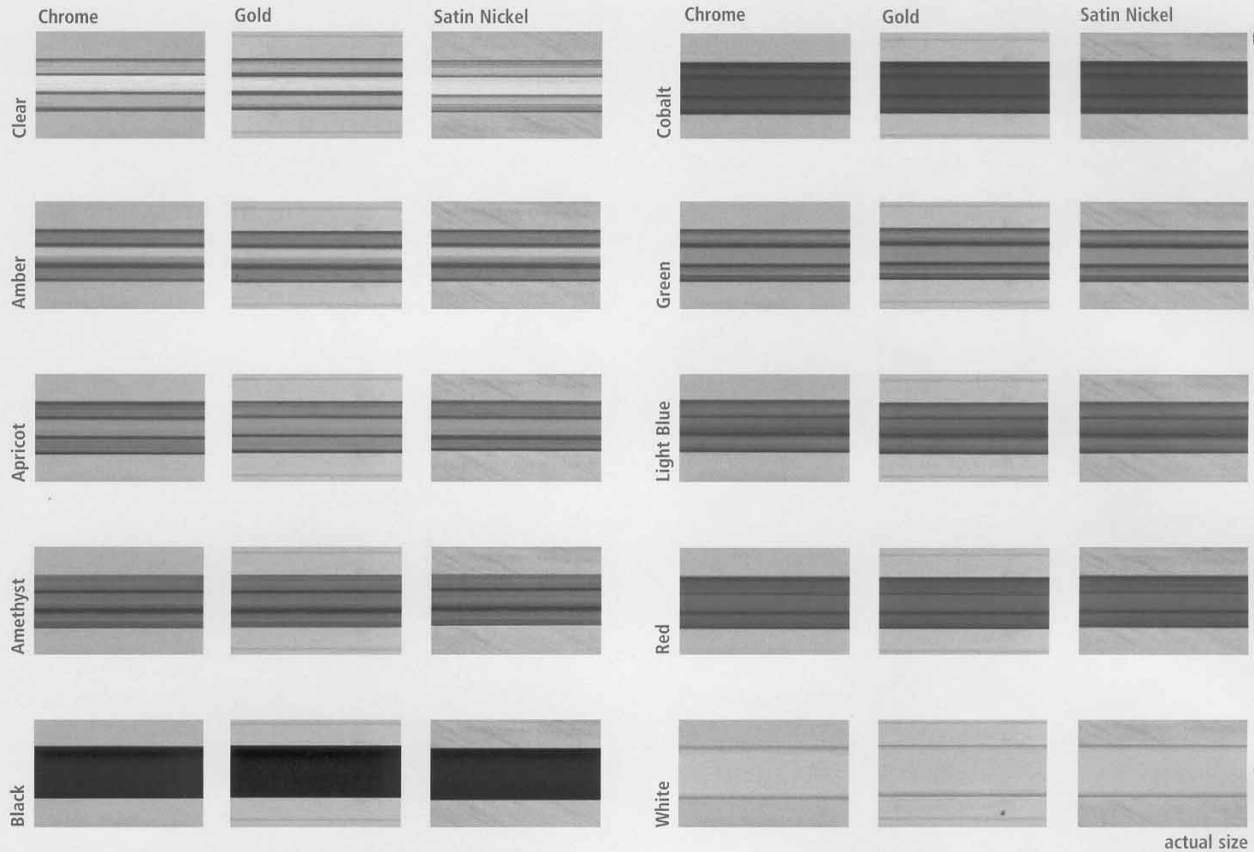 Chrome Gold Satin Nickel Chrome Gold Satin Nickel
Clear
Cobalt
Amber
Green
Apricot
Light Blue
Amethyst
Red
Black
White
actual size